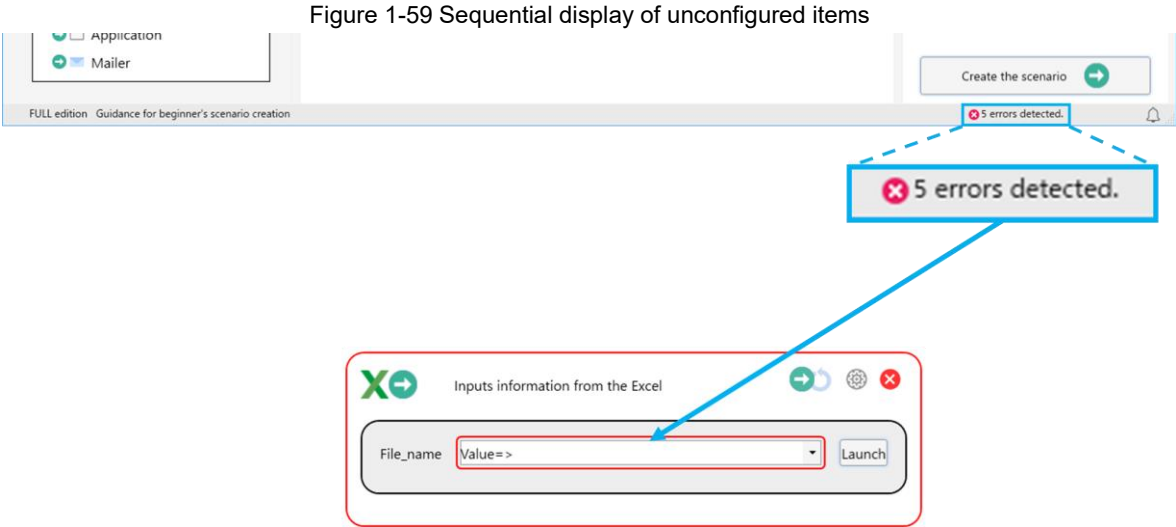 Figure 1-59 Sequential display of unconfigured items
Application
Mailer
Create the scenario
FULL edition Guidance for beginner's scenario creation
5 errors detected.
5 errors detected.
Inputs information from the Excel
File_name
Value=>
Launch